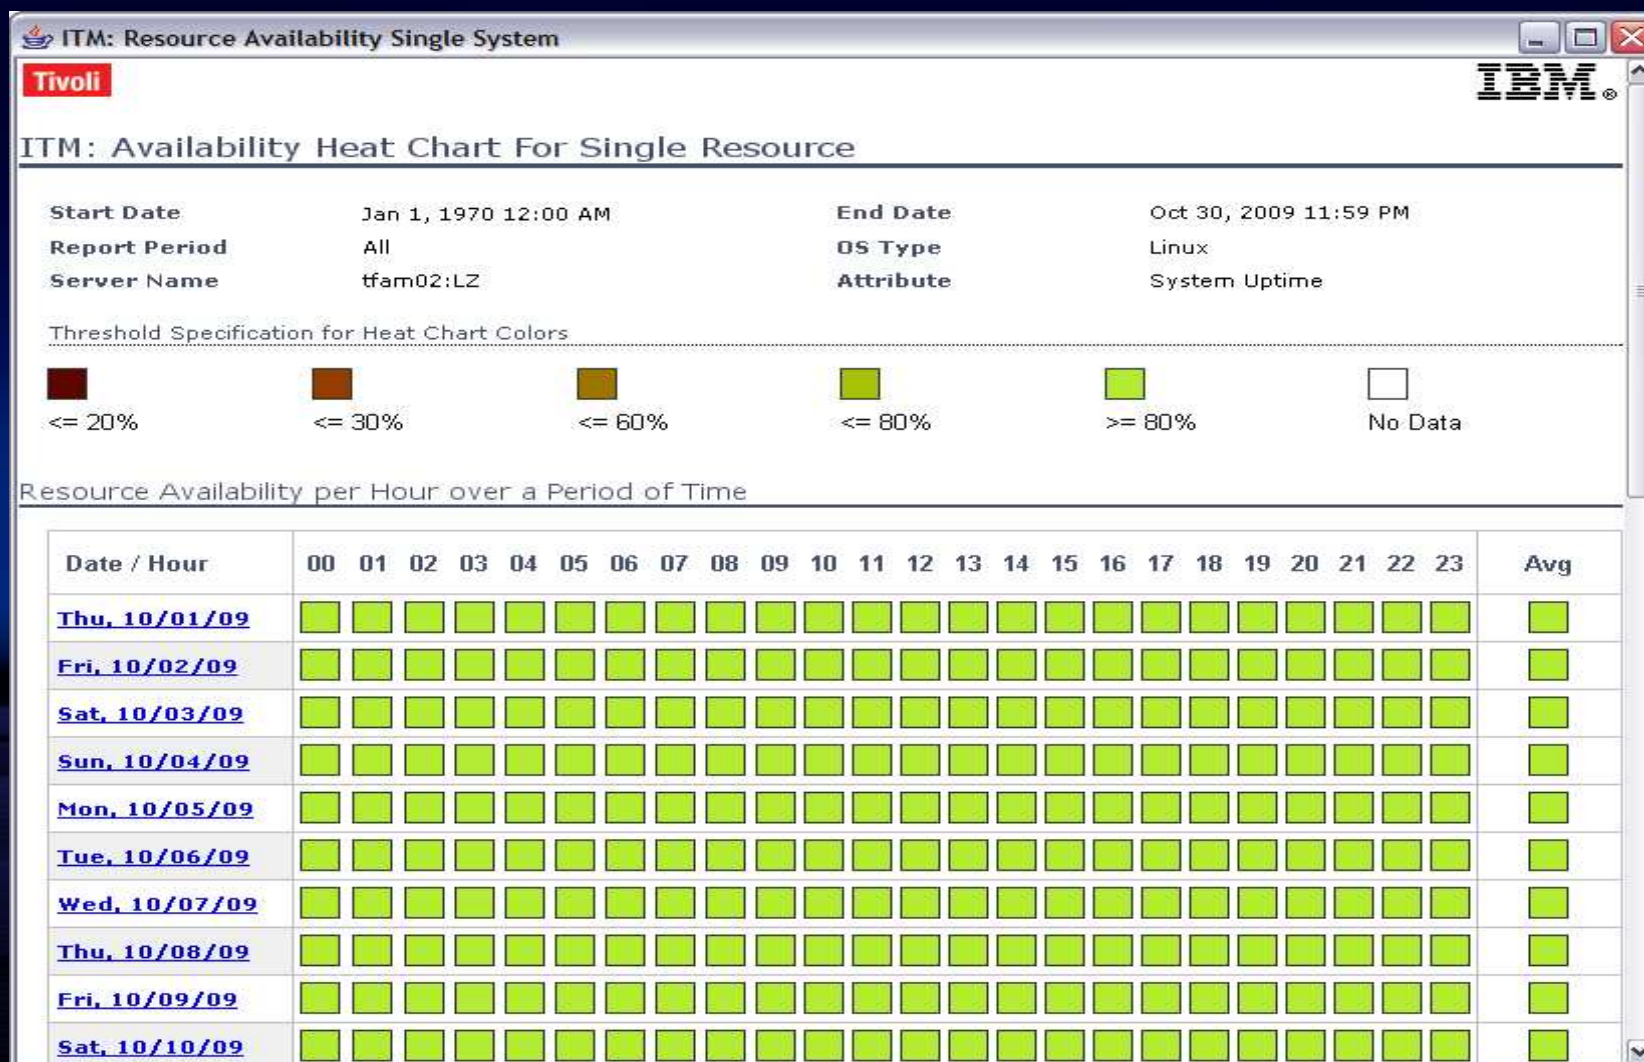 ITM: Resource Availability Single System
Tivoli
IBM®
ITM: Availability Heat Chart For Single Resource
Start Date Jan 1, 1970 12:00 AM End Date Oct 30, 2009 11:59 PM
Report Period All OS Type Linux
Server Name tfam02:LZ Attribute System Uptime
Threshold Specification for Heat Chart Colors
<= 20% <= 30% <= 60% <= 80% >= 80% No Data
Resource Availability per Hour over a Period of Time
Date / Hour 00 01 02 03 04 05 06 07 08 09 10 11 12 13 14 15 16 17 18 19 20 21 22 23 Avg
Thu, 10/01/09
Fri, 10/02/09
Sat, 10/03/09
Sun, 10/04/09
Mon, 10/05/09
Tue, 10/06/09
Wed, 10/07/09
Thu, 10/08/09
Fri, 10/09/09
Sat, 10/10/09